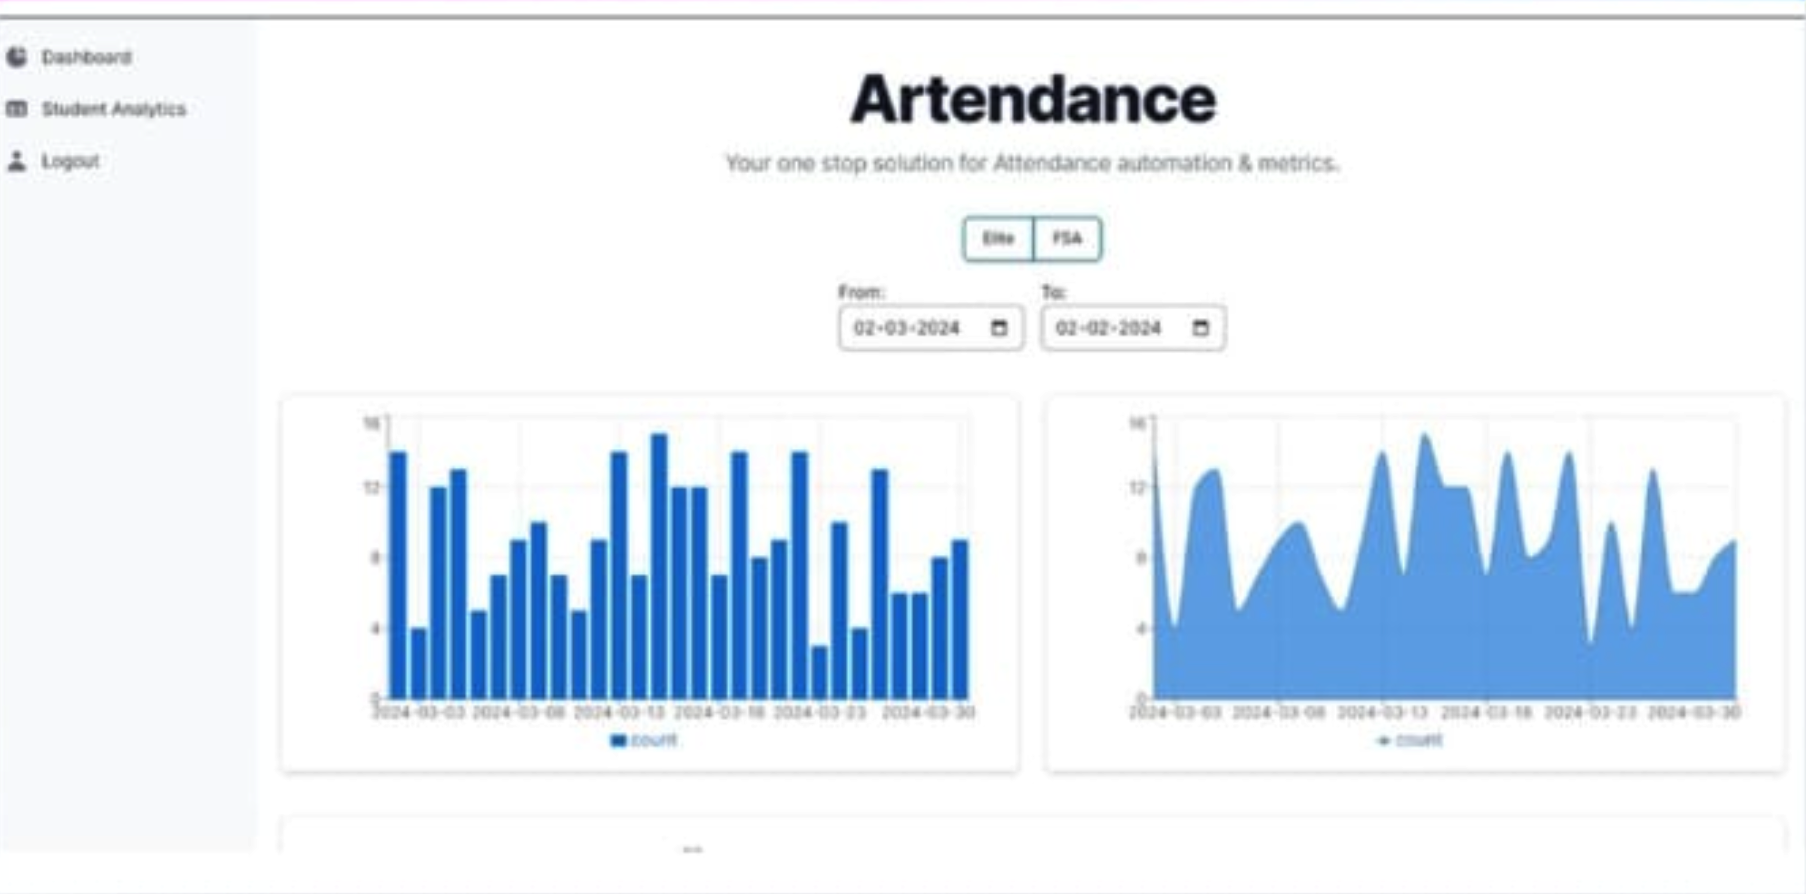 Dashboard
Student Analytics
Logout
Artendance
Your one stop solution for Attendance automation & metrics.
Elite FSA
From: To:
02-03-2024 02-02-2024
16
12
8
4
0
2024-03-03 2024-03-08 2024-03-13 2024-03-18 2024-03-23 2024-03-30
count
16
12
8
4
0
2024-03-03 2024-03-08 2024-03-13 2024-03-18 2024-03-23 2024-03-30
count